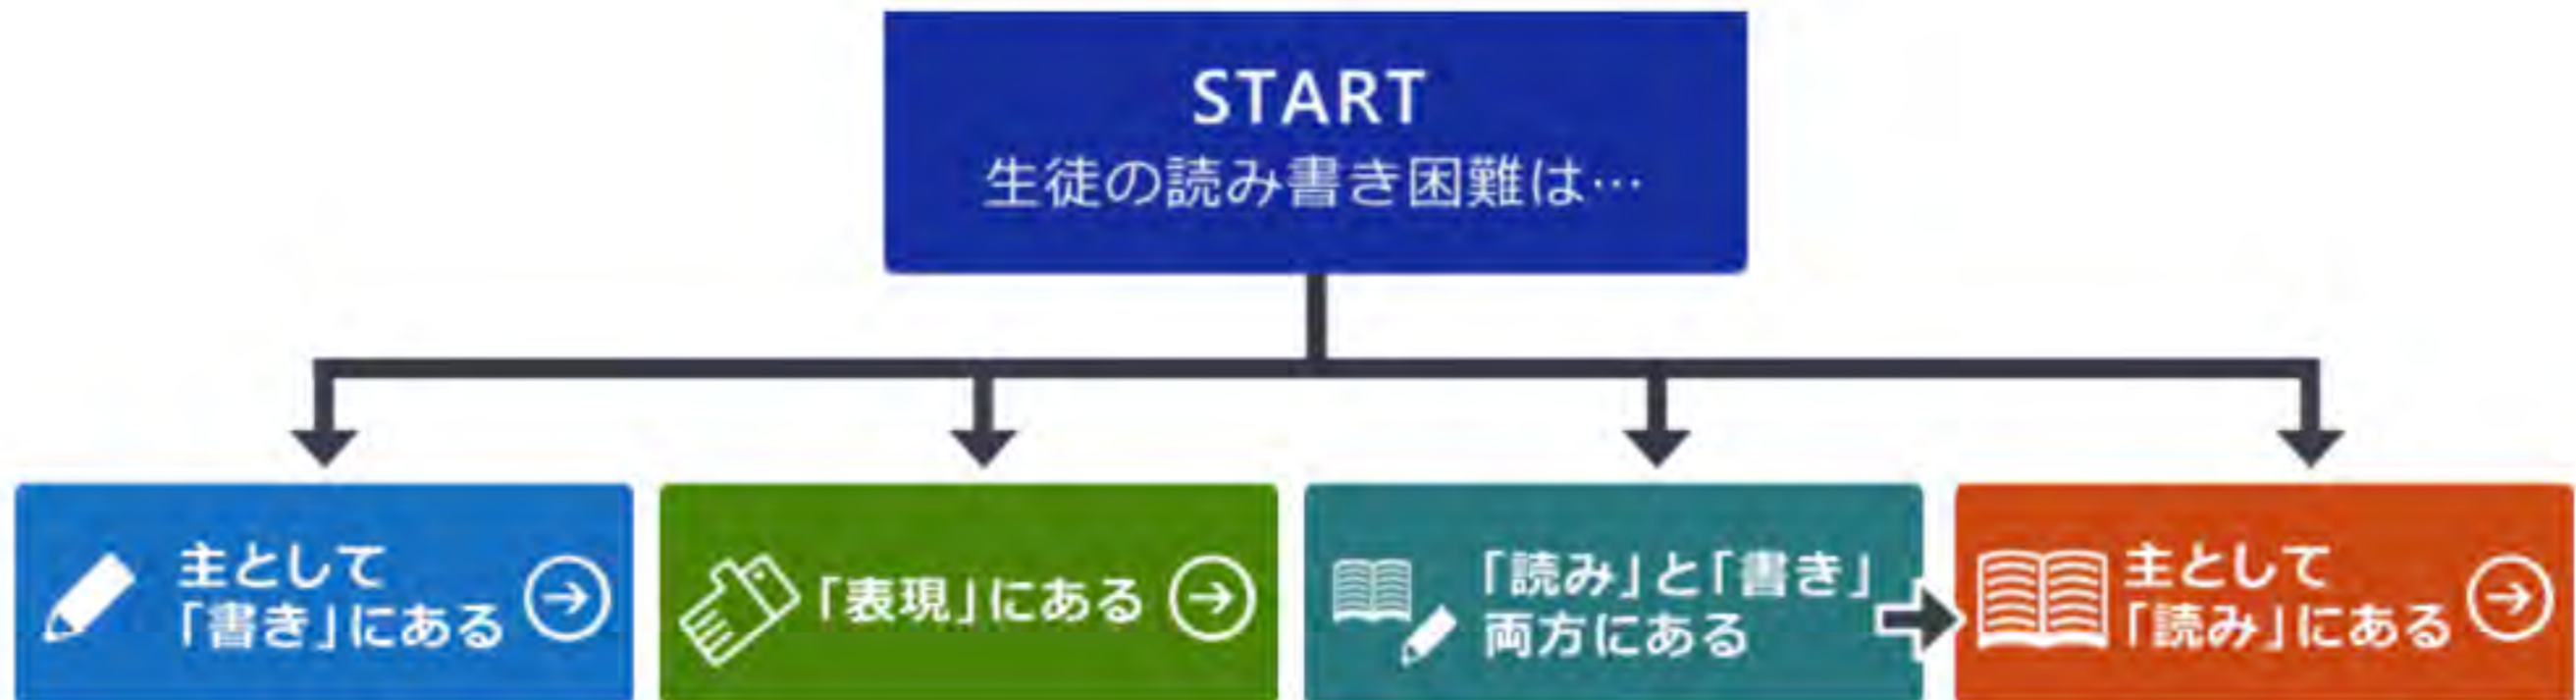 START
生徒の読み書き困難は…
主として
「書き」にある
「表現」にある
「読み」と「書き」
両方にある
主として
「読み」にある